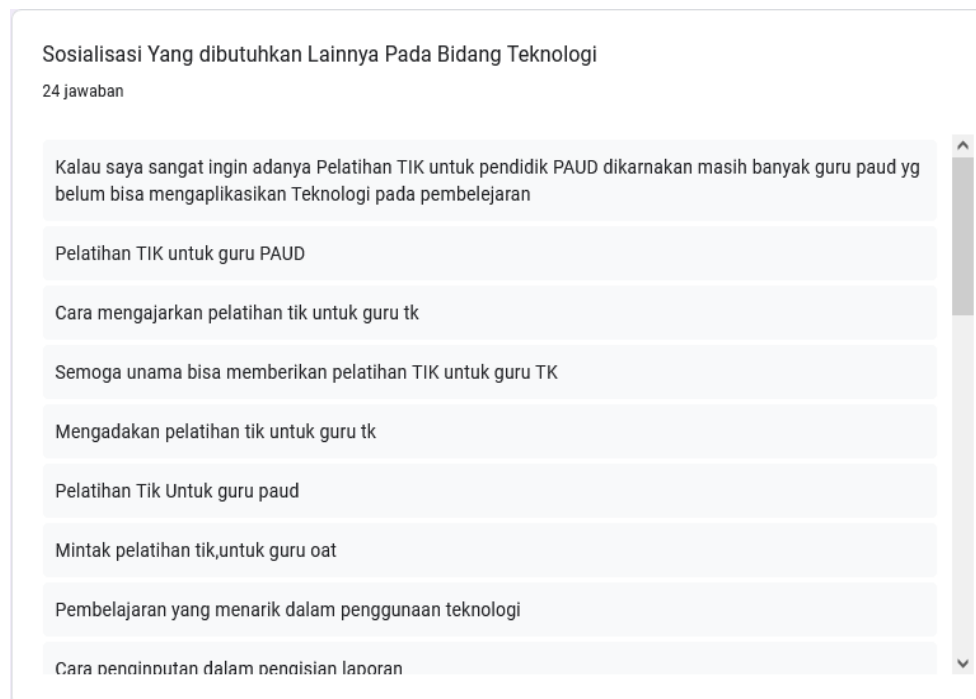 Sosialisasi Yang dibutuhkan Lainnya Pada Bidang Teknologi
24 jawaban
Kalau saya sangat ingin adanya Pelatihan TIK untuk pendidik PAUD dikarnakan masih banyak guru paud yg
belum bisa mengaplikasikan Teknologi pada pembelejaran
Pelatihan TIK untuk guru PAUD
Cara mengajarkan pelatihan tik untuk guru tk
Semoga unama bisa memberikan pelatihan TIK untuk guru TK
Mengadakan pelatihan tik untuk guru tk
Pelatihan Tik Untuk guru paud
Mintak pelatihan tik,untuk guru oat
Pembelajaran yang menarik dalam penggunaan teknologi
Cara penginputan dalam pengisian laporan